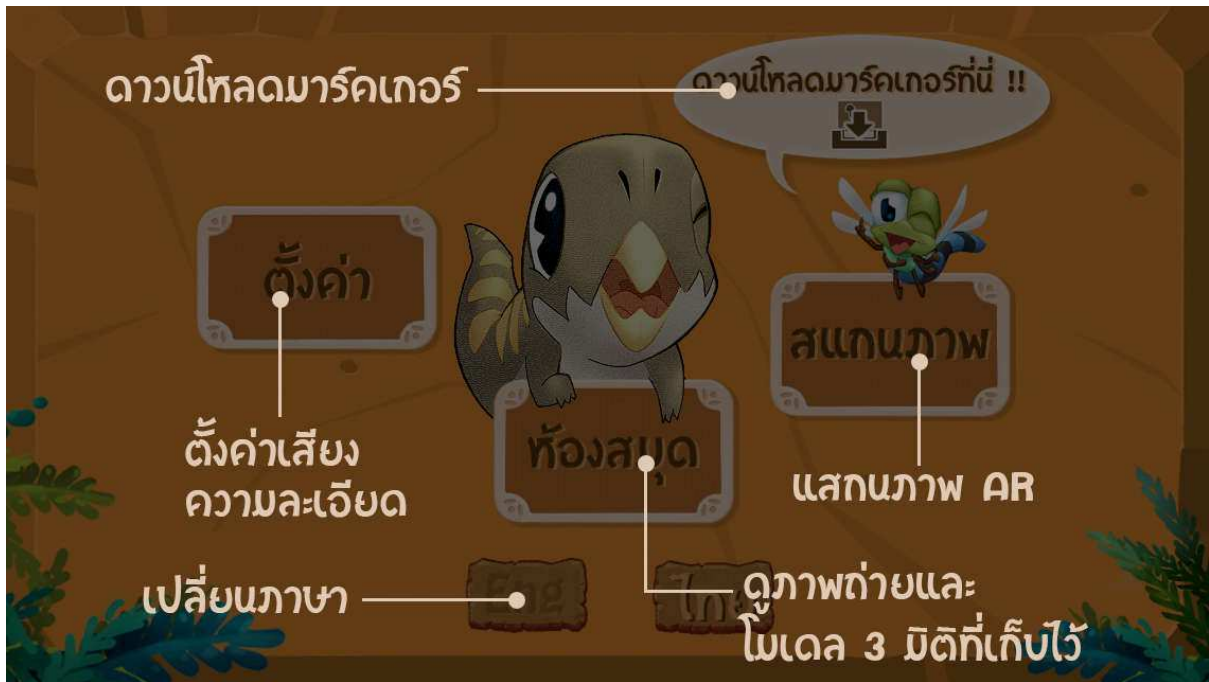 ดาวน์โหลดมาร์คเกอร์
ดาวน์โหลดมาร์คเกอร์ที่นี่ !!
ตั้งค่า
สแกนภาพ
ห้องสมุด
ตั้งค่าเสียง
ความละเอียด
แสกนภาพ AR
เปลี่ยนภาษา
Eng
ไทย
ดูภาพถ่ายและ
โมเดล 3 มิติที่เก็บไว้